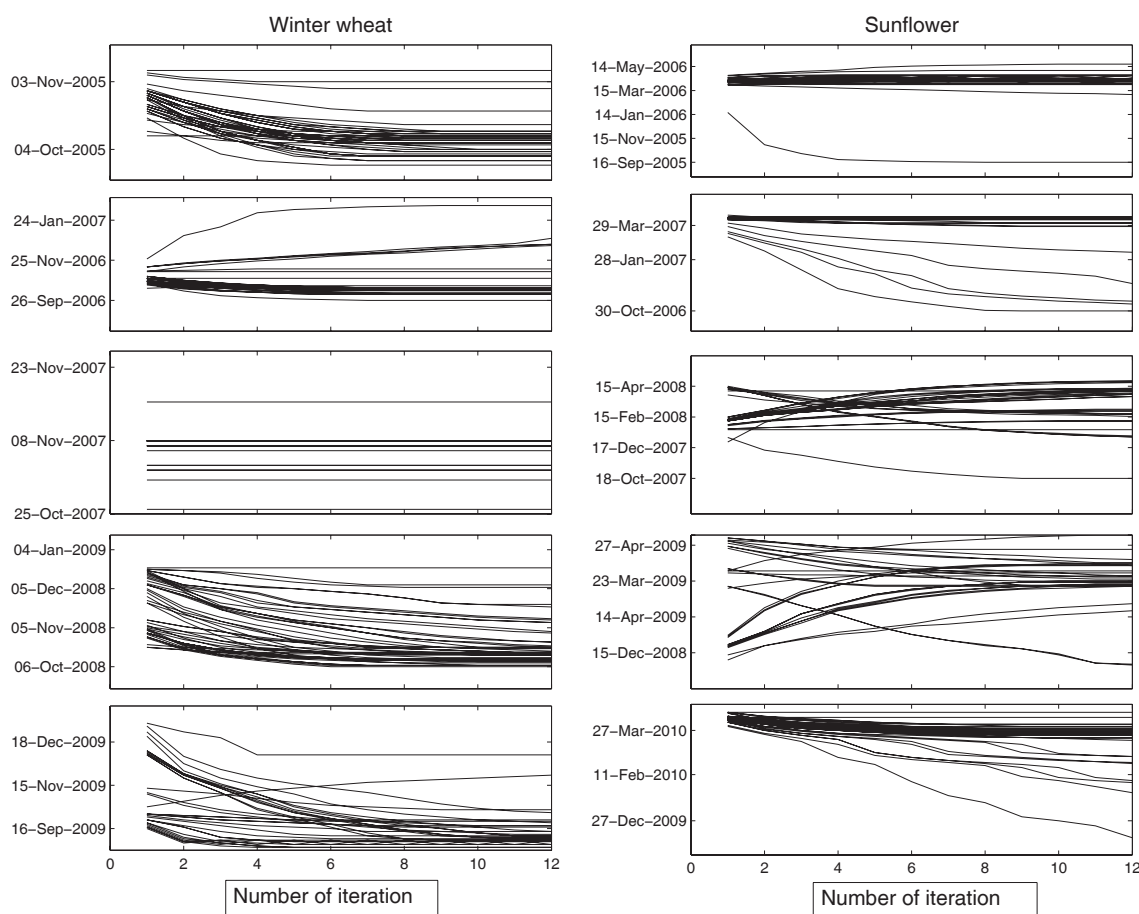 Winter wheat
Sunflower
03-Nov-2005
04-Oct-2005
14-May-2006
15-Mar-2006
14-Jan-2006
15-Nov-2005
16-Sep-2005
24-Jan-2007
25-Nov-2006
26-Sep-2006
29-Mar-2007
28-Jan-2007
30-Oct-2006
23-Nov-2007
08-Nov-2007
25-Oct-2007
15-Apr-2008
15-Feb-2008
17-Dec-2007
18-Oct-2007
04-Jan-2009
05-Dec-2008
05-Nov-2008
06-Oct-2008
27-Apr-2009
23-Mar-2009
14-Apr-2009
15-Dec-2008
18-Dec-2009
15-Nov-2009
16-Sep-2009
0 2 4 6 8 10 12
Number of iteration
27-Mar-2010
11-Feb-2010
27-Dec-2009
0 2 4 6 8 10 12
Number of iteration